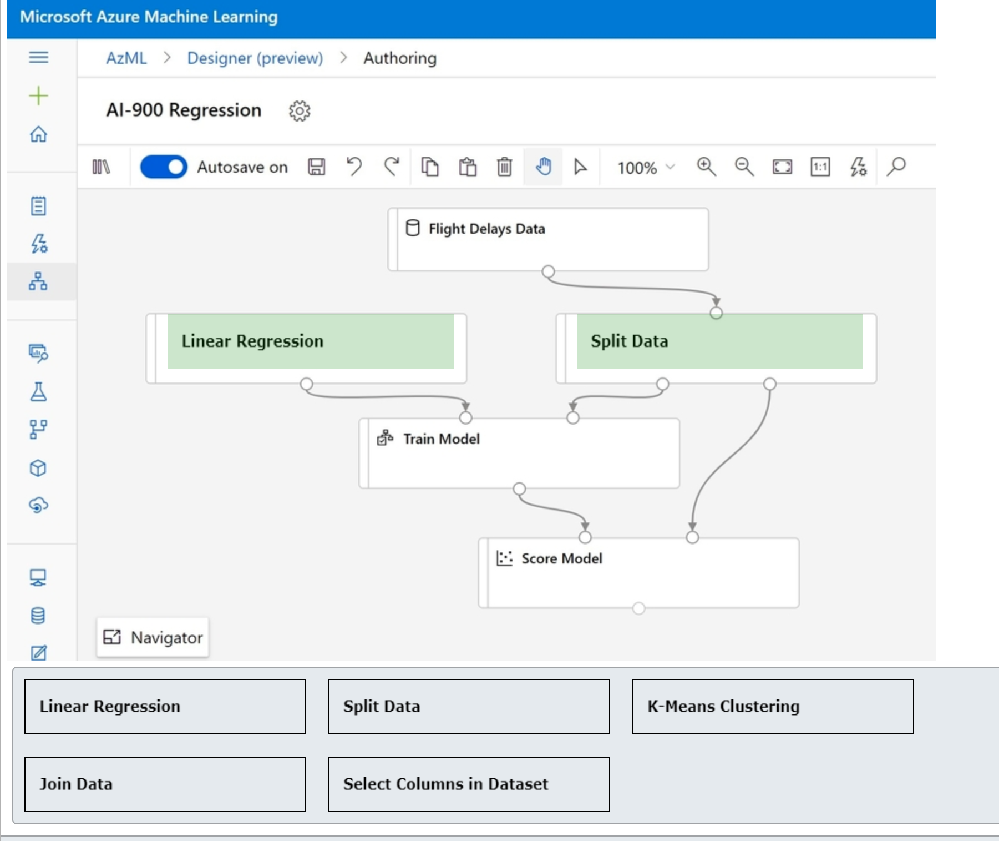 Microsoft Azure Machine Learning
AzML > Designer (preview) > Authoring
AI-900 Regression
Autosave on
100%
1:1
Flight Delays Data
Linear Regression
Split Data
Train Model
Score Model
Navigator
Linear Regression
Split Data
K-Means Clustering
Join Data
Select Columns in Dataset